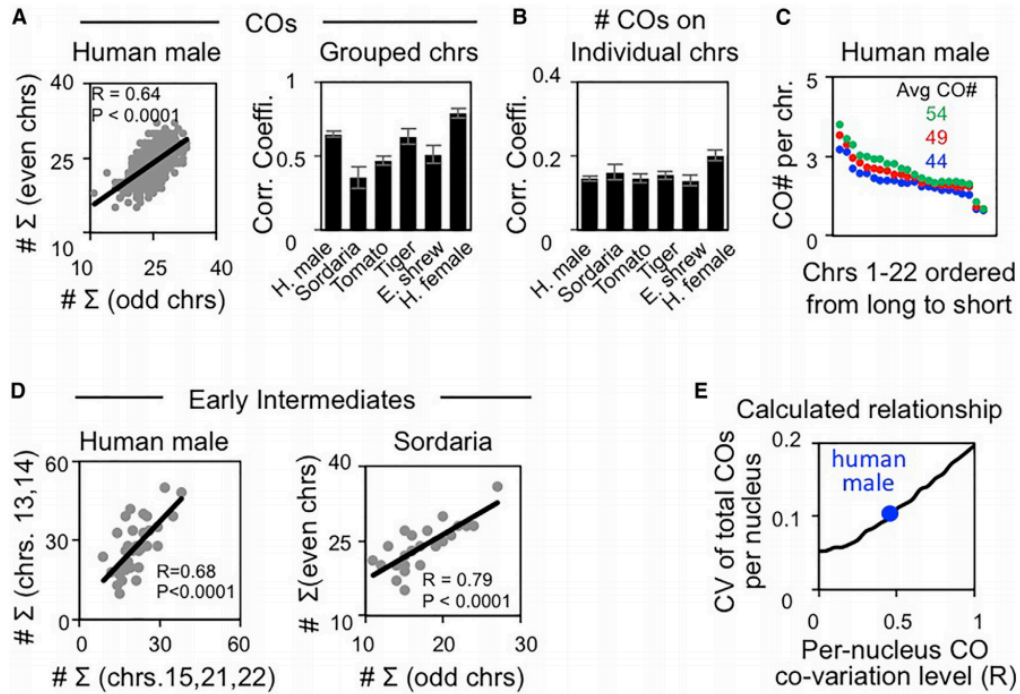 A
COs
Human male
# Σ (even chrs)
40
25
10
R = 0.64
P < 0.0001
10
25
40
# Σ (odd chrs)
Grouped chrs
Corr. Coeffi.
1
0.5
0
H. male
Sordaria
Tomato
Tiger
E. shrew
H. female
B
# COs on
Individual chrs
Corr. Coeffi.
0.4
0.2
0
H. male
Sordaria
Tomato
Tiger
E. shrew
H. female
C
Human male
CO# per chr.
5
3
0
Avg CO#
54
49
44
Chrs 1-22 ordered
from long to short
D
Early Intermediates
Human male
# Σ (chrs. 13,14)
60
30
0
R=0.68
P<0.0001
0
30
60
# Σ (chrs.15,21,22)
Sordaria
# Σ(even chrs)
40
25
10
R = 0.79
P < 0.0001
10
20
30
# Σ (odd chrs)
E
Calculated relationship
CV of total COs
per nucleus
0.2
0.1
0
human
male
0
0.5
1
Per-nucleus CO
co-variation level (R)